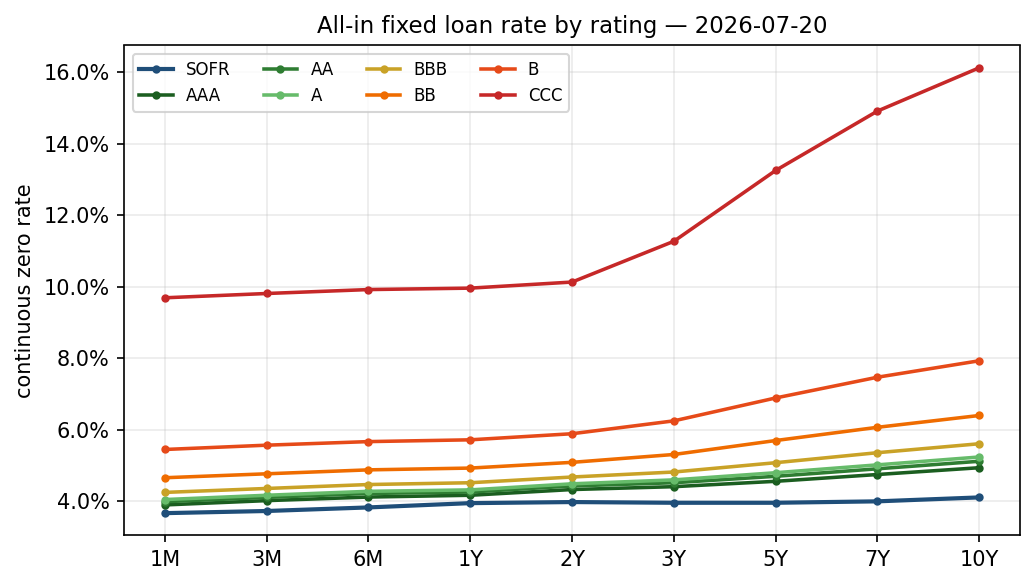 All-in fixed loan rate by rating — 2026-07-20
SOFR AA BBB B
AAA A BB CCC
continuous zero rate
16.0%
14.0%
12.0%
10.0%
8.0%
6.0%
4.0%
1M 3M 6M 1Y 2Y 3Y 5Y 7Y 10Y